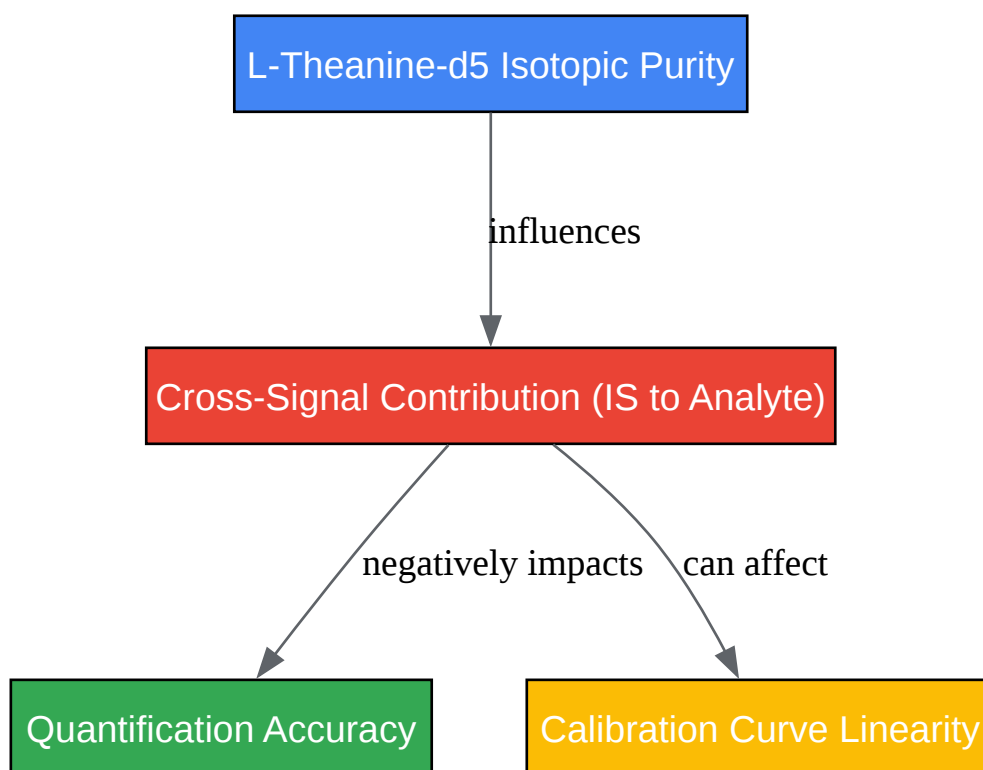 L-Theanine-d5 Isotopic Purity
influences
Cross-Signal Contribution (IS to Analyte)
negatively impacts
can affect
Quantification Accuracy
Calibration Curve Linearity